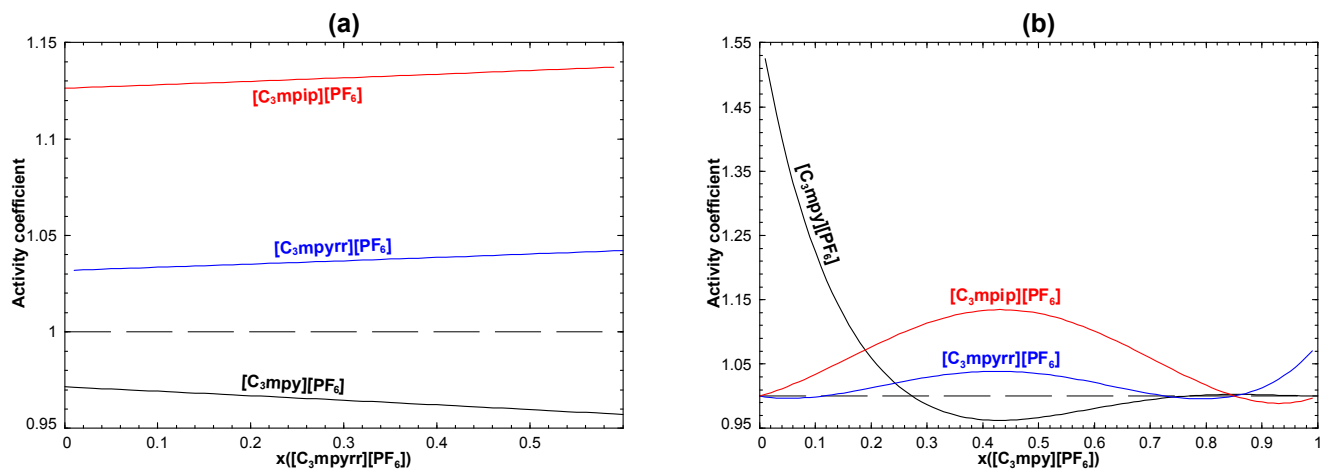 (a)
1.15
1.1
1.05
1
0.95
Activity coefficient
[C₃mpip][PF₆]
[C₃mpyrr][PF₆]
[C₃mpy][PF₆]
0
0.1
0.2
0.3
0.4
0.5
x([C₃mpyrr][PF₆])
(b)
1.55
1.45
1.35
1.25
1.15
1.05
0.95
Activity coefficient
[C₃mpy][PF₆]
[C₃mpip][PF₆]
[C₃mpyrr][PF₆]
0
0.1
0.2
0.3
0.4
0.5
0.6
0.7
0.8
0.9
1
x([C₃mpy][PF₆])